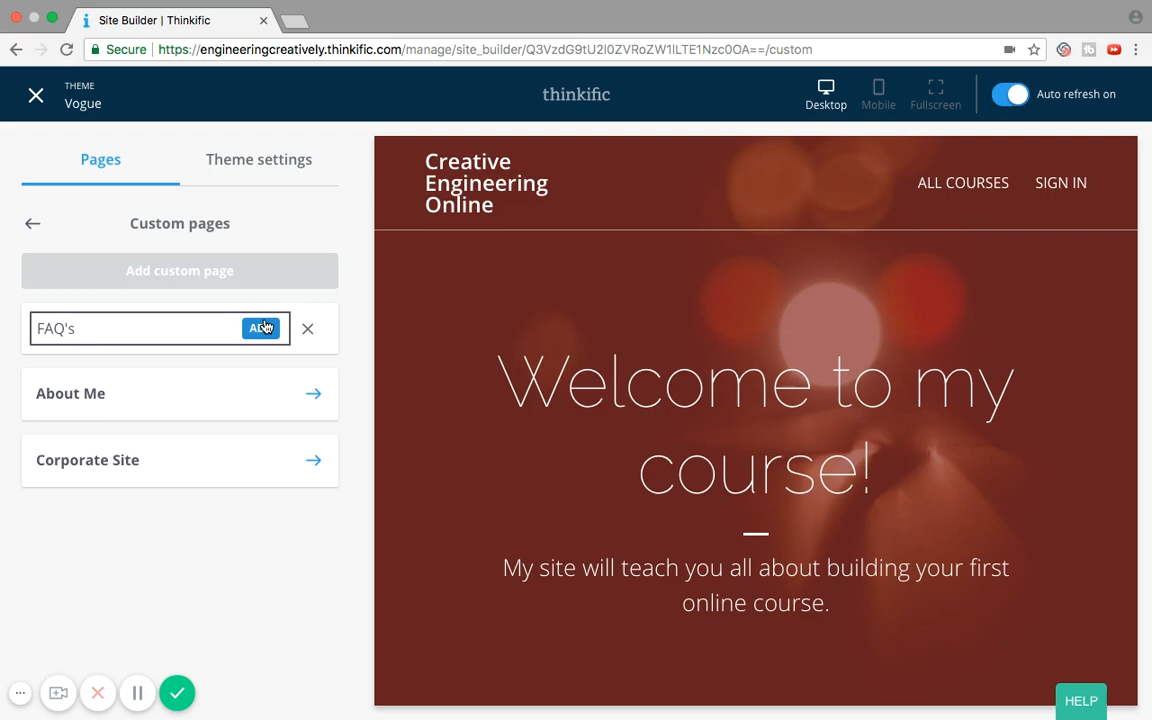 Site Builder | Thinkific
Secure https://engineeringcreatively.thinkific.com/manage/site_builder/Q3VzdG9tU2l0ZVRoZW1lLTE1Nzc0OA==/custom
THEME
Vogue
thinkific
Desktop
Mobile
Fullscreen
Auto refresh on
Pages
Theme settings
Custom pages
Add custom page
FAQ's
About Me
Corporate Site
Creative
Engineering
Online
ALL COURSES
SIGN IN
Welcome to my
course!
My site will teach you all about building your first
online course.
HELP